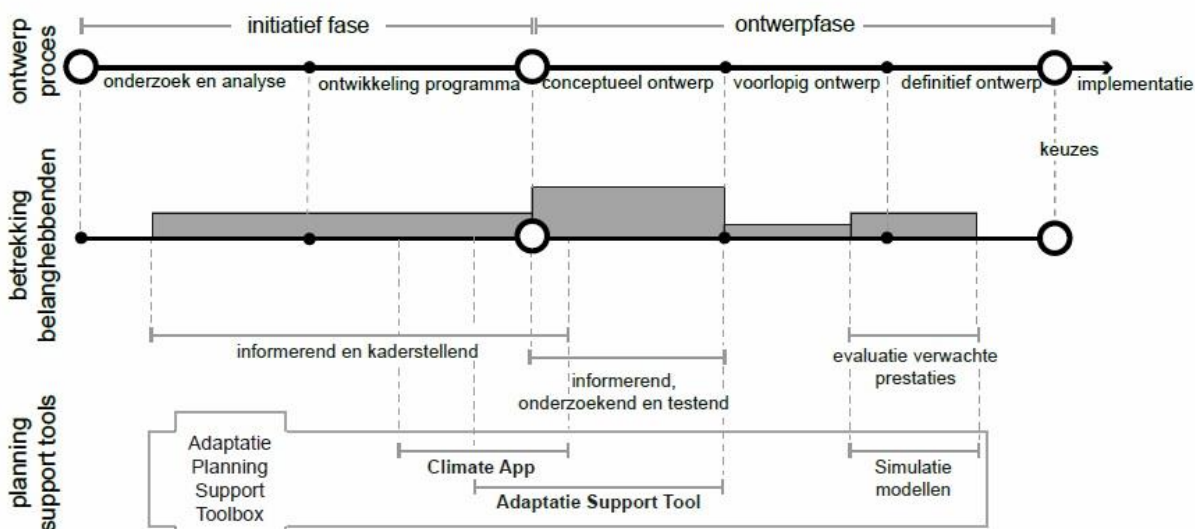 initiatief fase
ontwerpfase
ontwerp
proces
onderzoek en analyse
ontwikkeling programma
conceptueel ontwerp
voorlopig ontwerp
definitief ontwerp
implementatie
keuzes
betrekking
belanghebbenden
informerend en kaderstellend
informerend,
onderzoekend en testend
evaluatie verwachte
prestaties
planning
support tools
Adaptatie
Planning
Support
Toolbox
Climate App
Adaptatie Support Tool
Simulatie
modellen